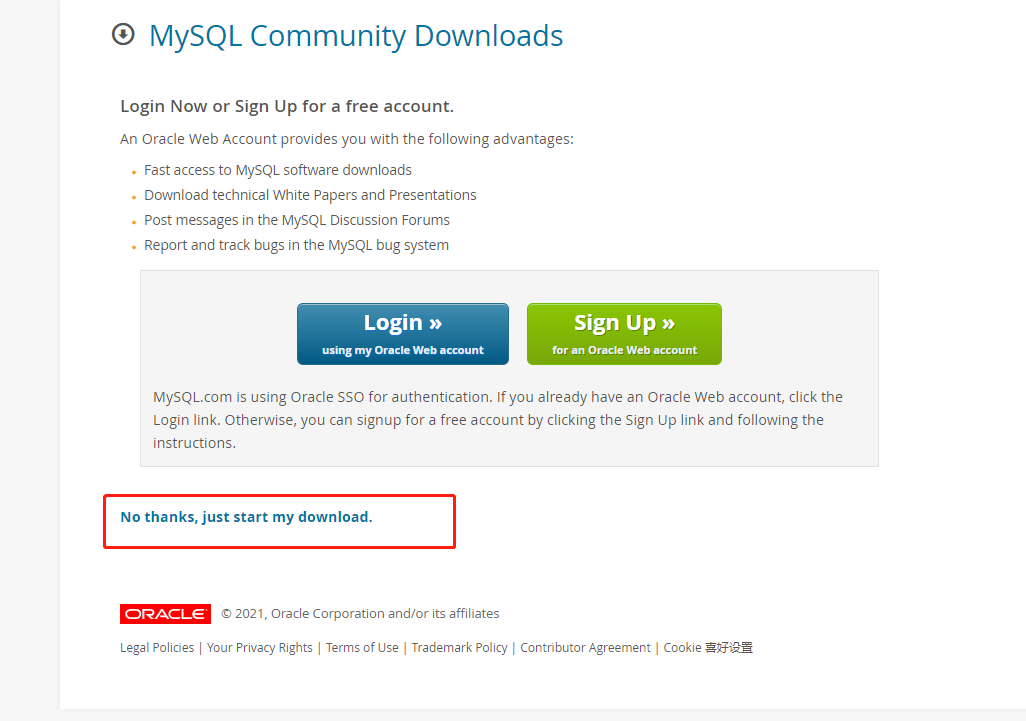 MySQL Community Downloads
Login Now or Sign Up for a free account.
An Oracle Web Account provides you with the following advantages:
Fast access to MySQL software downloads
Download technical White Papers and Presentations
Post messages in the MySQL Discussion Forums
Report and track bugs in the MySQL bug system
Login »
using my Oracle Web account
Sign Up »
for an Oracle Web account
MySQL.com is using Oracle SSO for authentication. If you already have an Oracle Web account, click the
Login link. Otherwise, you can signup for a free account by clicking the Sign Up link and following the
instructions.
No thanks, just start my download.
ORACLE © 2021, Oracle Corporation and/or its affiliates
Legal Policies | Your Privacy Rights | Terms of Use | Trademark Policy | Contributor Agreement | Cookie 喜好设置